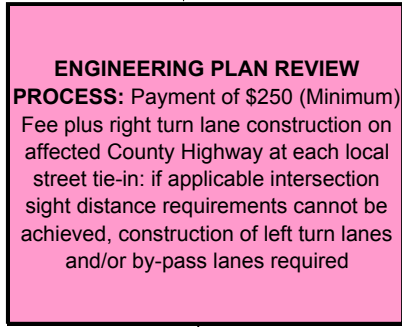 ENGINEERING PLAN REVIEW
PROCESS: Payment of $250 (Minimum)
Fee plus right turn lane construction on
affected County Highway at each local
street tie-in: if applicable intersection
sight distance requirements cannot be
achieved, construction of left turn lanes
and/or by-pass lanes required